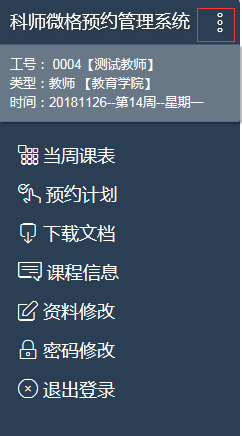 科师微格预约管理系统
工号： 0004【测试教师】
类型：教师 【教育学院】
时间：20181126--第14周--星期一
当周课表
预约计划
下载文档
课程信息
资料修改
密码修改
退出登录